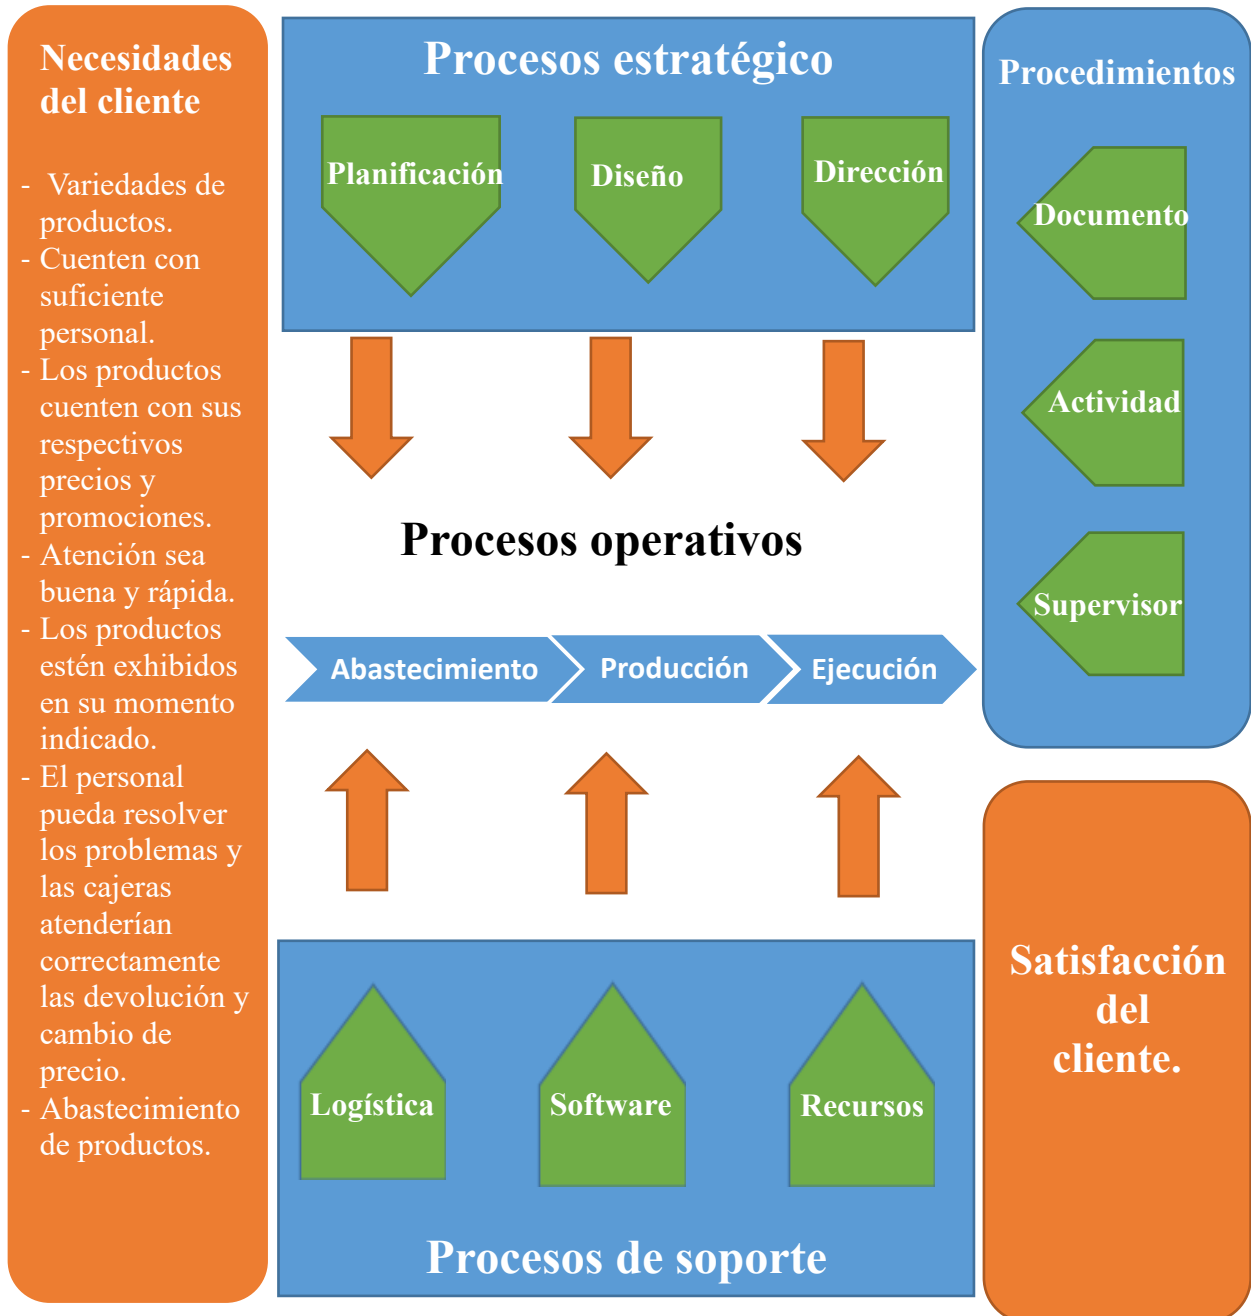 Necesidades
del cliente
- Variedades de
productos.
- Cuenten con
suficiente
personal.
- Los productos
cuenten con sus
respectivos
precios y
promociones.
- Atención sea
buena y rápida.
- Los productos
estén exhibidos
en su momento
indicado.
- El personal
pueda resolver
los problemas y
las cajeras
atenderían
correctamente
las devolución y
cambio de
precio.
- Abastecimiento
de productos.
Procesos estratégico
Planificación
Diseño
Dirección
Procesos operativos
Abastecimiento
Producción
Ejecución
Logística
Software
Recursos
Procesos de soporte
Procedimientos
Documento
Actividad
Supervisor
Satisfacción
del
cliente.